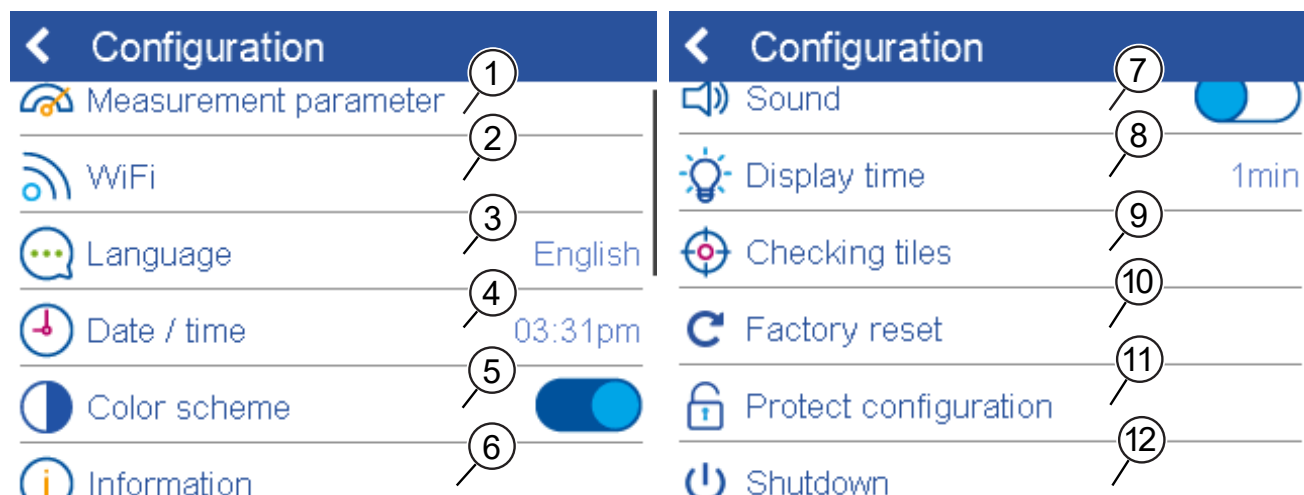 Configuration
1
Measurement parameter
2
WiFi
3
Language English
4
Date / time 03:31pm
5
Color scheme
6
Information
Configuration
7
Sound
8
Display time 1min
9
Checking tiles
10
Factory reset
11
Protect configuration
12
Shutdown